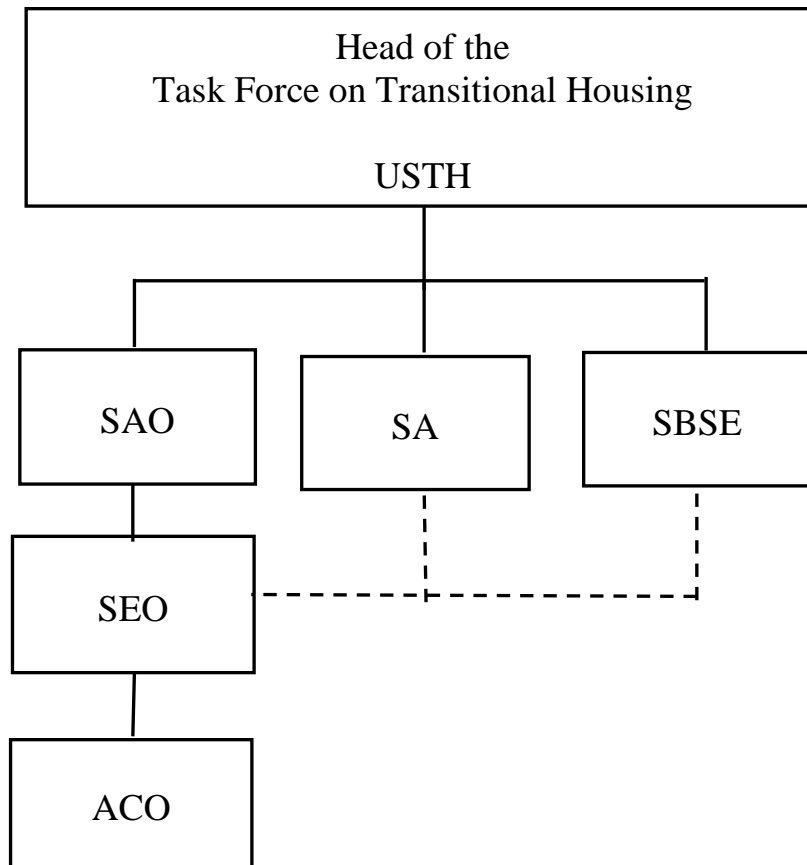 Head of the
Task Force on Transitional Housing
USTH
SAO
SA
SBSE
SEO
ACO